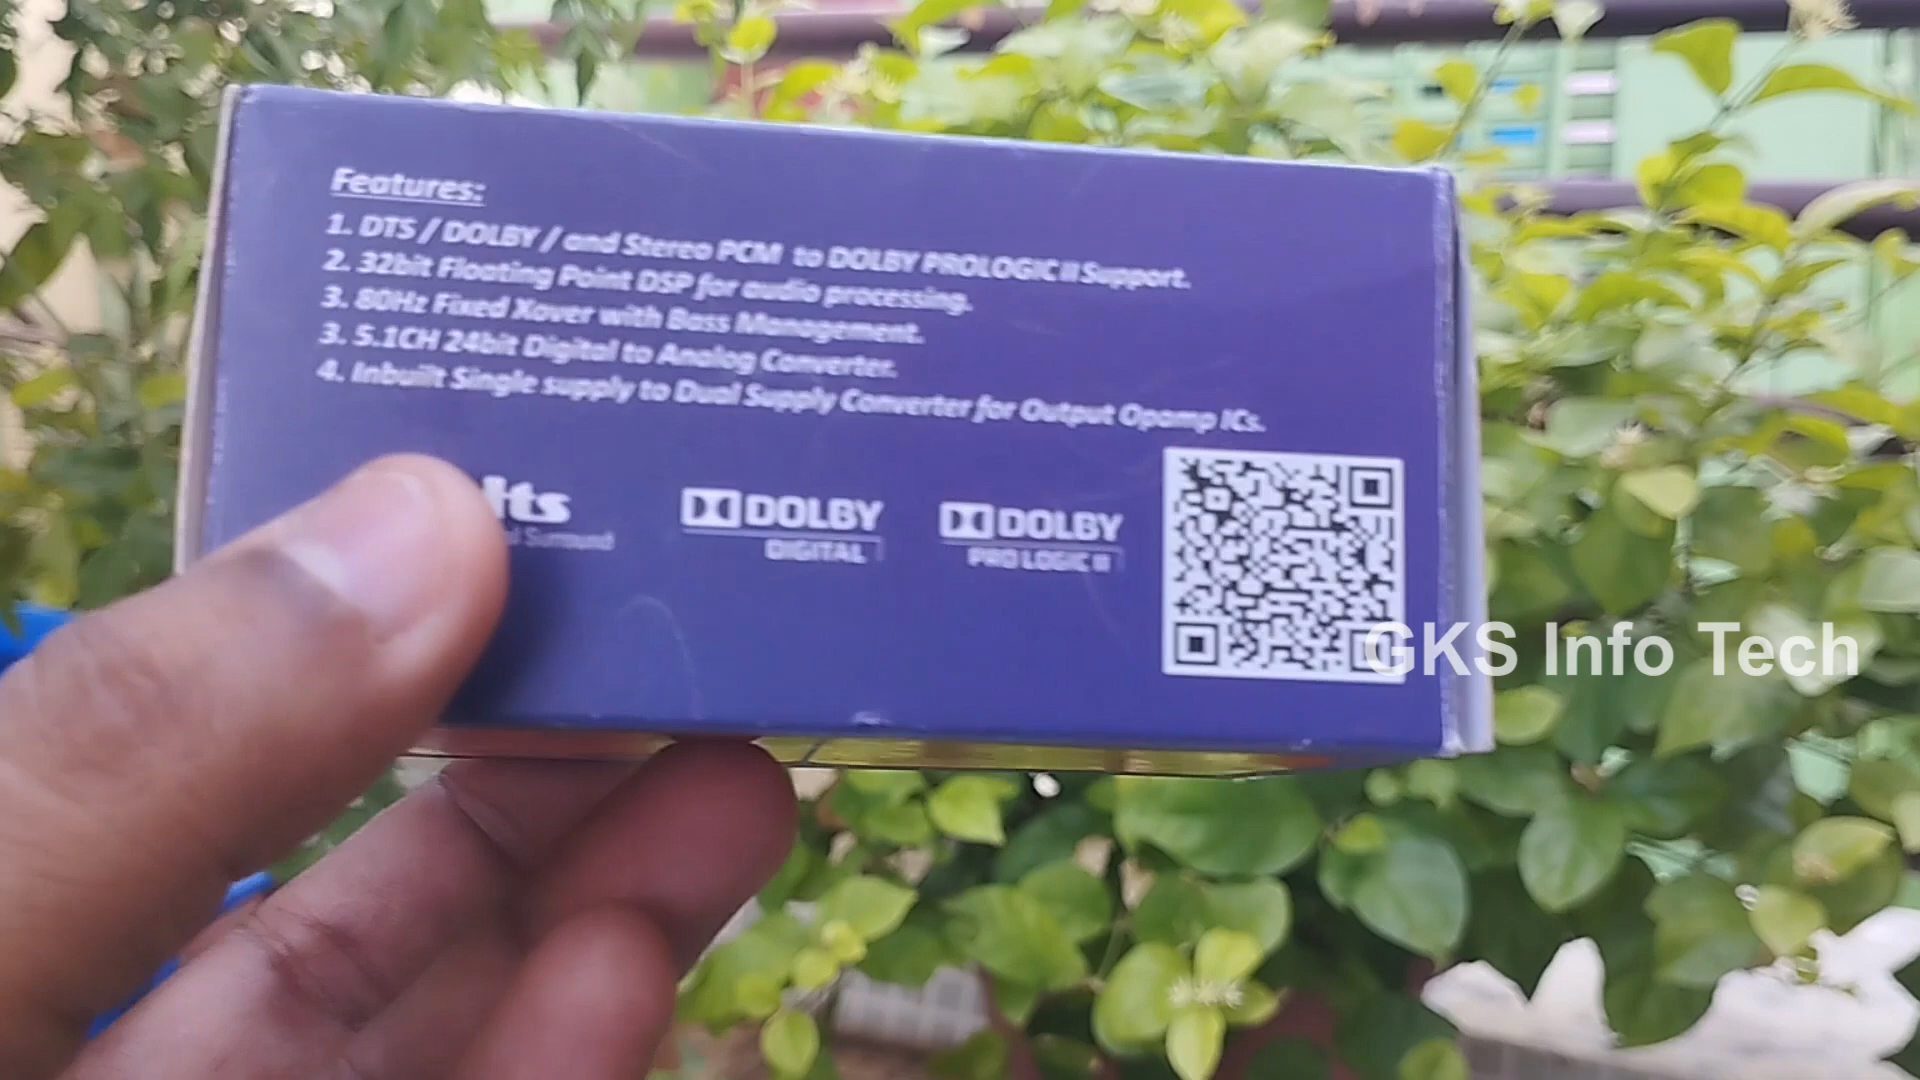 Features:
1. DTS / DOLBY / and Stereo PCM to DOLBY PROLOGIC II Support.
2. 32bit Floating Point DSP for audio processing.
3. 80Hz Fixed Xover with Bass Management.
3. 5.1CH 24bit Digital to Analog Converter.
4. Inbuilt Single supply to Dual Supply Converter for Output Opamp ICs.
dts
Surround
DOLBY
DIGITAL
DOLBY
PRO LOGIC II
GKS Info Tech